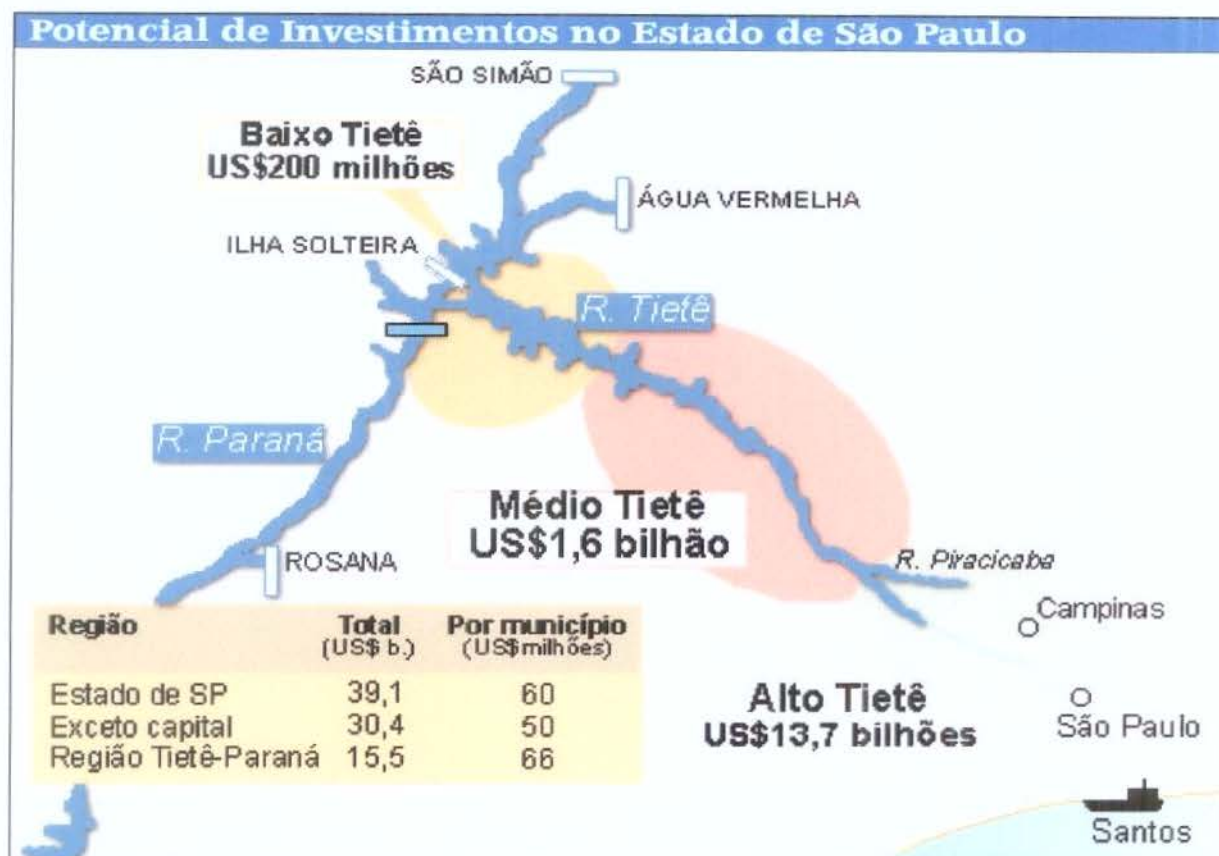 Potencial de Investimentos no Estado de São Paulo
SÃO SIMÃO
Baixo Tietê
US$200 milhões
ÁGUA VERMELHA
ILHA SOLTEIRA
R. Tietê
R. Paraná
Médio Tietê
US$1,6 bilhão
R. Piracicaba
ROSANA
Campinas
Região Total Por município
(US$ b.) (US$milhões)
Estado de SP 39,1 60
Exceto capital 30,4 50
Região Tietê-Paraná 15,5 66
Alto Tietê
US$13,7 bilhões
São Paulo
Santos